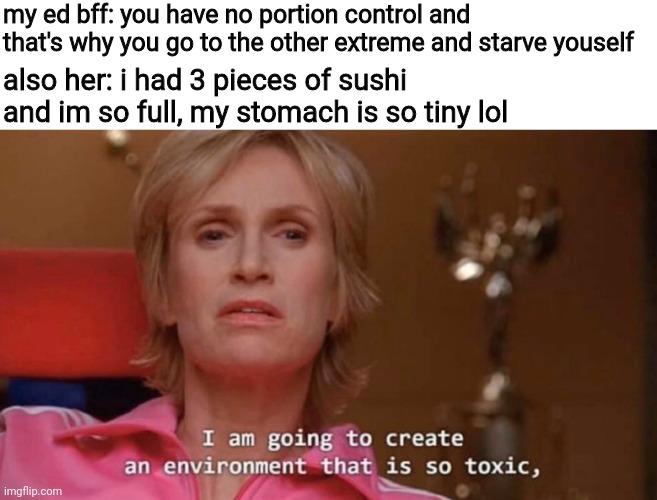 my ed bff: you have no portion control and
that's why you go to the other extreme and starve youself
also her: i had 3 pieces of sushi
and im so full, my stomach is so tiny lol
I am going to create
an environment that is so toxic,
imgflip.com